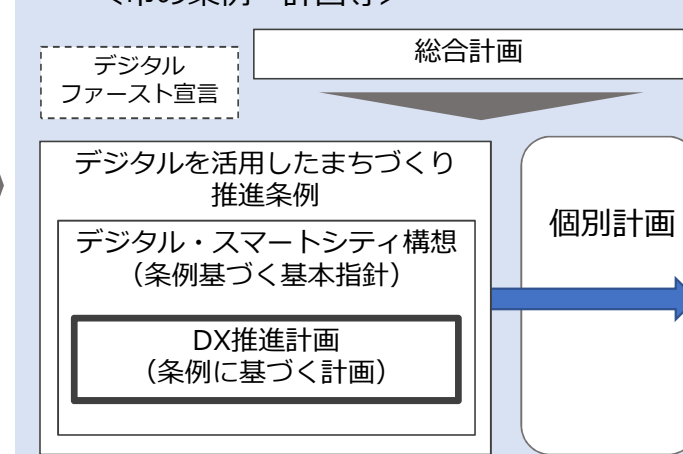 総合計画
デジタル
ファースト宣言
デジタルを活用したまちづくり
推進条例
デジタル・スマートシティ構想
（条例基づく基本指針）
DX推進計画
（条例に基づく計画）
個別計画